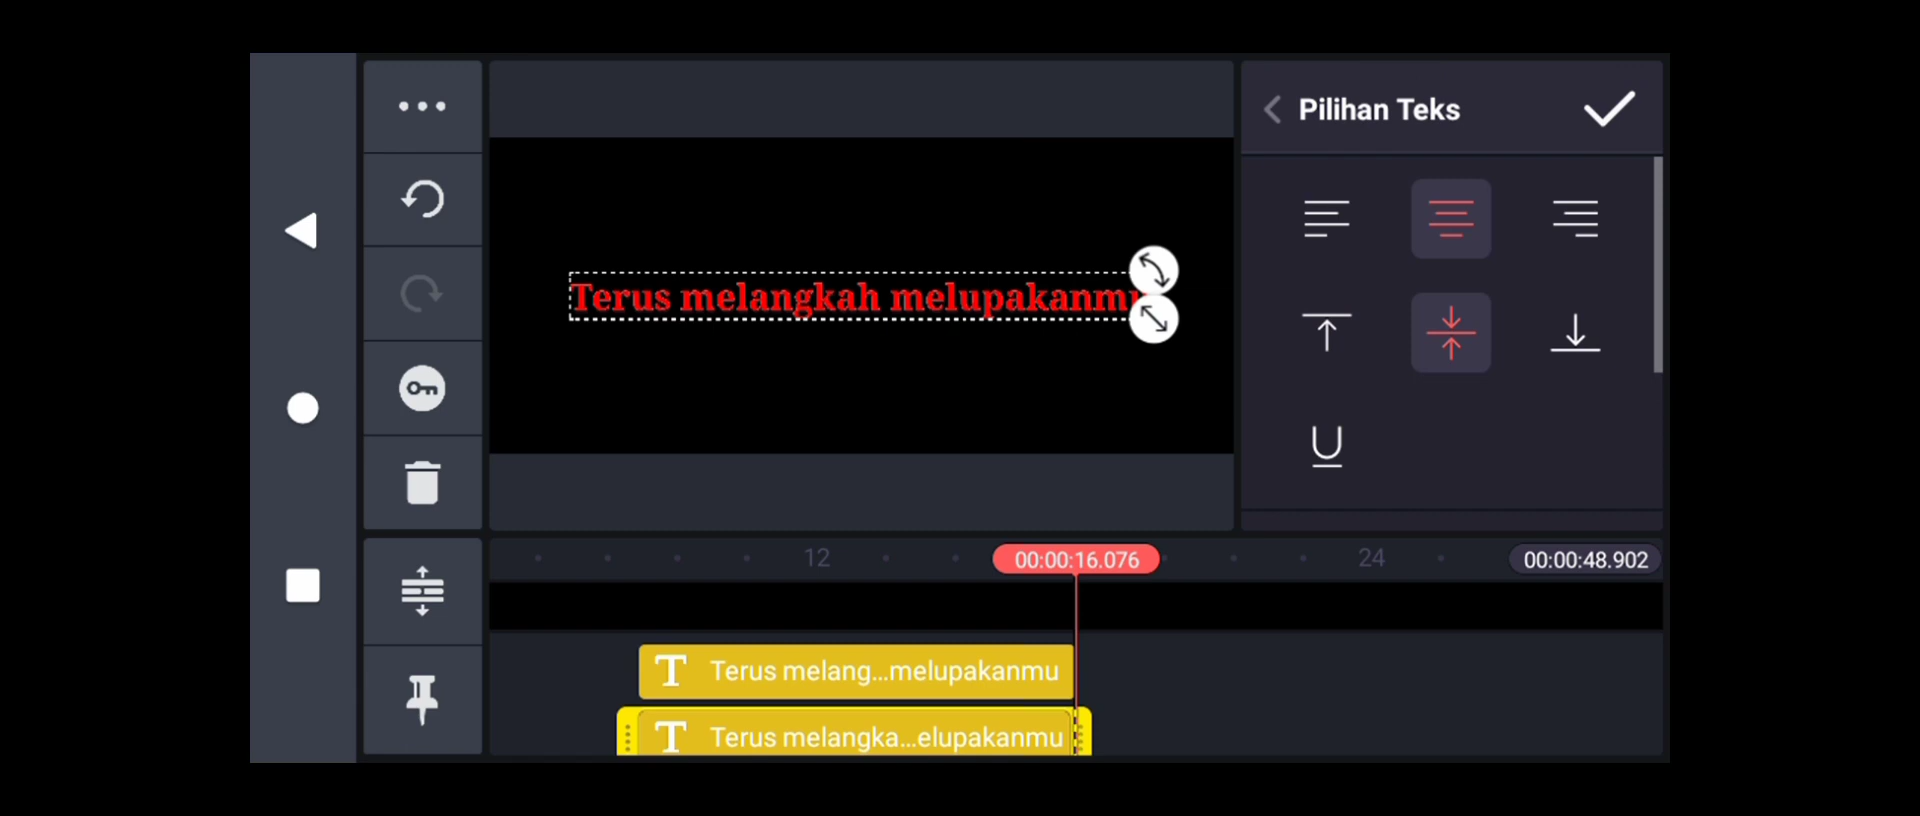 Pilihan Teks
Terus melangkah melupakanmu
12
00:00:16.076
24
00:00:48.902
T Terus melang...melupakanmu
T Terus melangka...elupakanmu